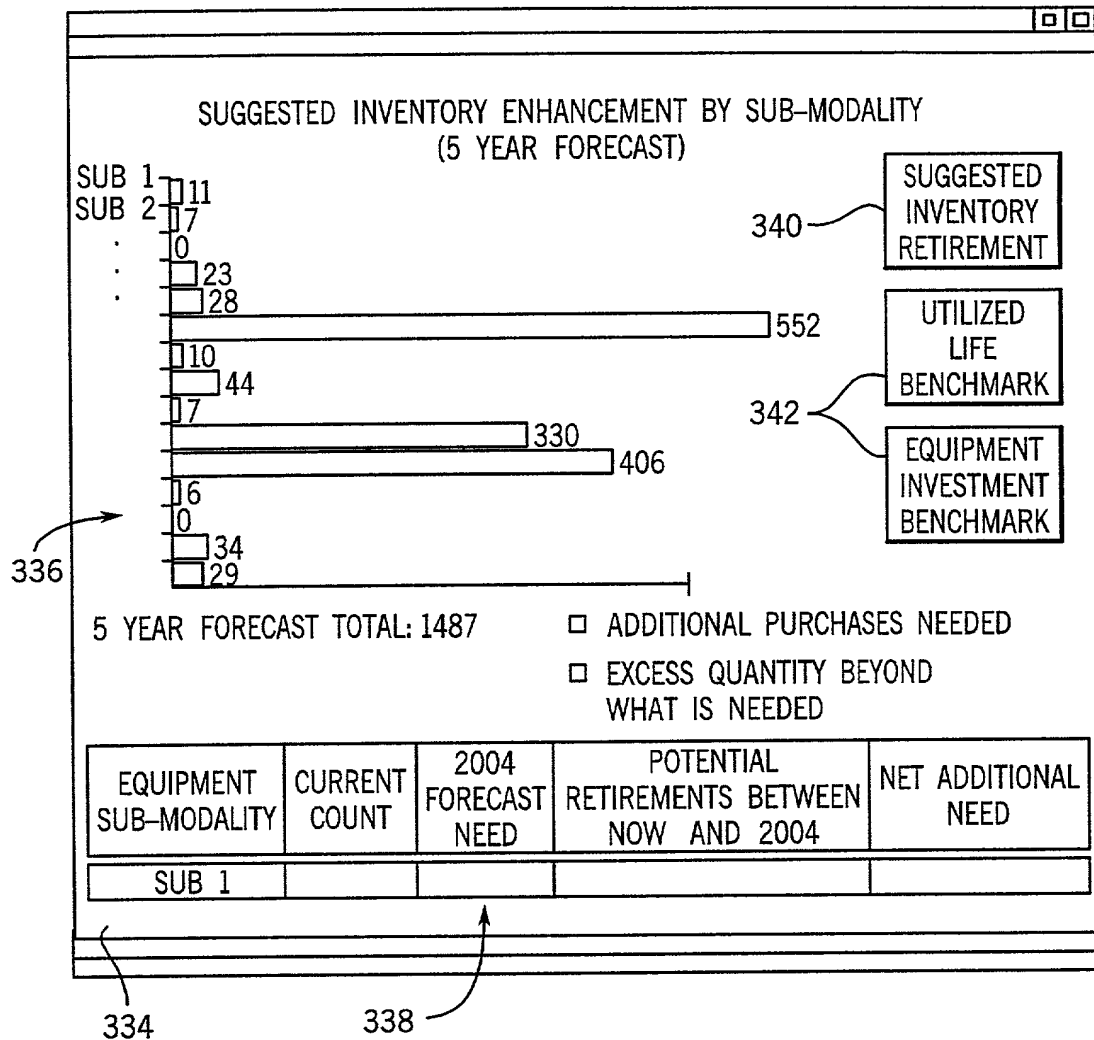 SUGGESTED INVENTORY ENHANCEMENT BY SUB-MODALITY
(5 YEAR FORECAST)
SUB 1
11
SUB 2
7
0
23
28
552
10
44
7
330
406
6
0
34
29
340
SUGGESTED
INVENTORY
RETIREMENT
342
UTILIZED
LIFE
BENCHMARK
EQUIPMENT
INVESTMENT
BENCHMARK
336
5 YEAR FORECAST TOTAL: 1487
ADDITIONAL PURCHASES NEEDED
EXCESS QUANTITY BEYOND
WHAT IS NEEDED
EQUIPMENT
SUB-MODALITY
CURRENT
COUNT
2004
FORECAST
NEED
POTENTIAL
RETIREMENTS BETWEEN
NOW AND 2004
NET ADDITIONAL
NEED
SUB 1
334
338